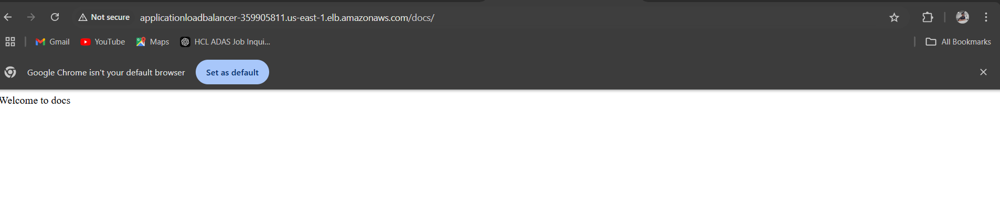 Not secure applicationloadbalancer-359905811.us-east-1.elb.amazonaws.com/docs/
Gmail YouTube Maps HCL ADAS Job Inqui... All Bookmarks
Google Chrome isn't your default browser Set as default
Welcome to docs